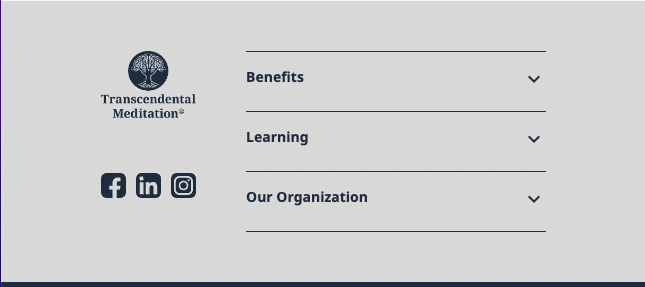 Transcendental
Meditation®
Benefits
Learning
Our Organization